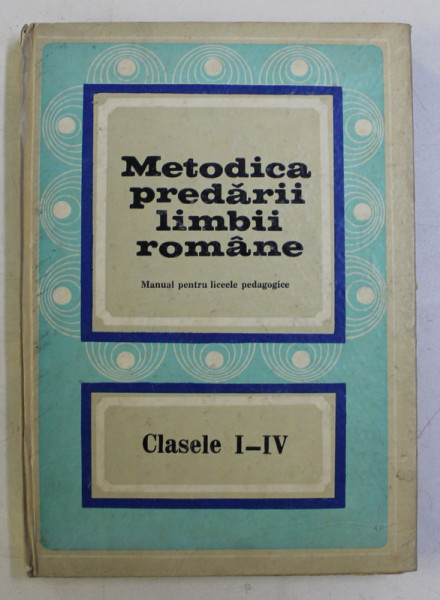 Metodica
predării
limbii
române
Manual pentru liceele pedagogice
Clasele I-IV